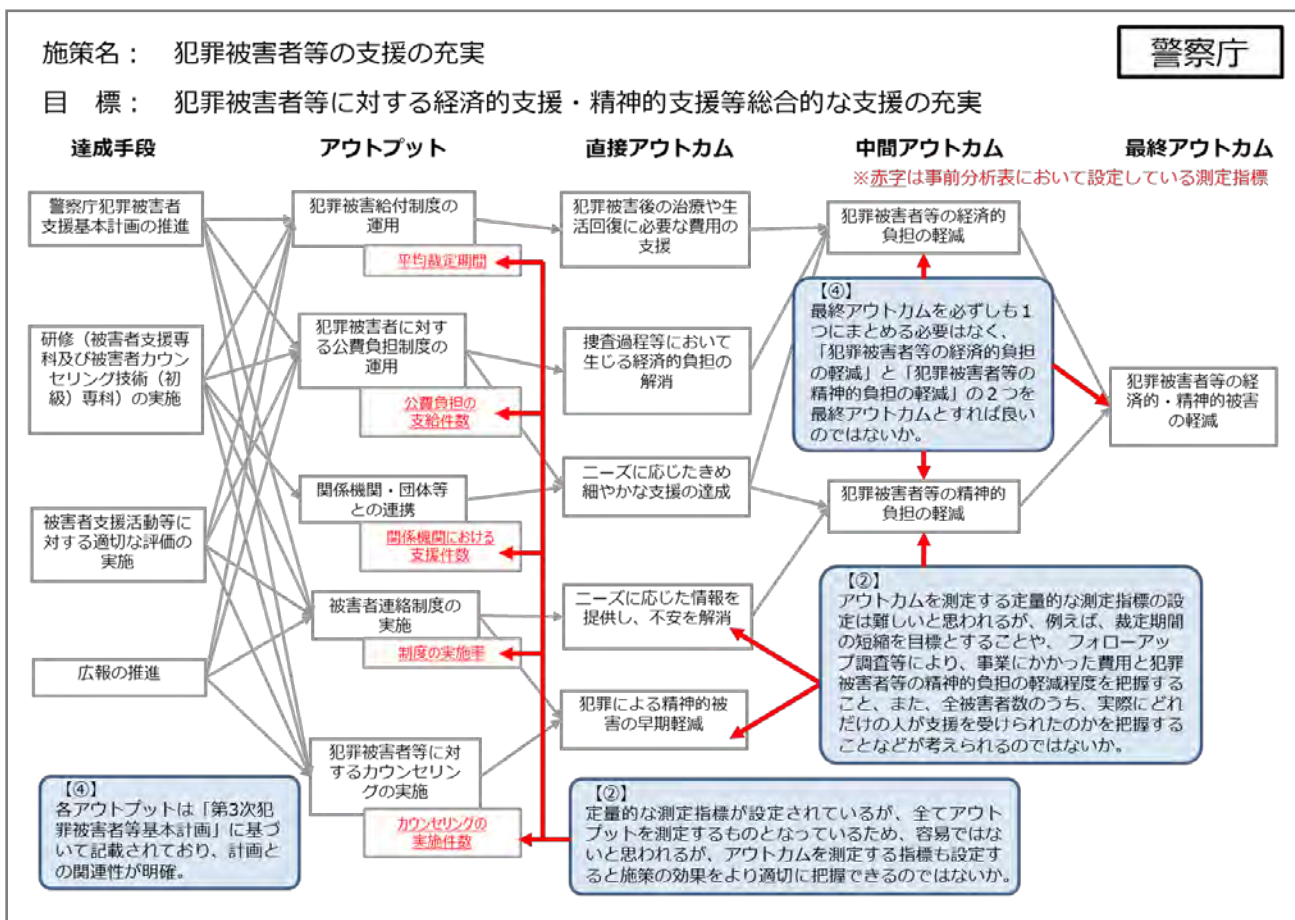 施策名： 犯罪被害者等の支援の充実
警察庁
目　標： 犯罪被害者等に対する経済的支援・精神的支援等総合的な支援の充実
達成手段
アウトプット
直接アウトカム
中間アウトカム
最終アウトカム
※赤字は事前分析表において設定している測定指標
警察庁犯罪被害者
支援基本計画の推進
研修（被害者支援専
科及び被害者カウン
セリング技術（初
級）専科）の実施
被害者支援活動等に
対する適切な評価の
実施
広報の推進
【④】
各アウトプットは「第3次犯
罪被害者等基本計画」に基づ
いて記載されており、計画と
の関連性が明確。
犯罪被害給付制度の
運用
平均裁定期間
犯罪被害者に対す
る公費負担制度の
運用
公費負担の
支給件数
関係機関・団体等
との連携
関係機関における
支援件数
被害者連絡制度の
実施
制度の実施率
犯罪被害者等に対
するカウンセリン
グの実施
カウンセリングの
実施件数
犯罪被害後の治療や生
活回復に必要な費用の
支援
捜査過程等において
生じる経済的負担の
解消
ニーズに応じたきめ
細やかな支援の達成
ニーズに応じた情報を
提供し、不安を解消
犯罪による精神的被
害の早期軽減
【②】
定量的な測定指標が設定されているが、全てアウト
プットを測定するものとなっているため、容易ではな
いと思われるが、アウトカムを測定する指標も設定す
ると施策の効果をより適切に把握できるのではないか。
犯罪被害者等の経済的
負担の軽減
【④】
最終アウトカムを必ずしも１
つにまとめる必要はなく、
「犯罪被害者等の経済的負担
の軽減」と「犯罪被害者等の
精神的負担の軽減」の２つを
最終アウトカムとすれば良い
のではないか。
犯罪被害者等の精神的
負担の軽減
【②】
アウトカムを測定する定量的な測定指標の設
定は難しいと思われるが、例えば、裁定期間
の短縮を目標とすることや、フォローアッ
プ調査等により、事業にかかった費用と犯罪
被害者等の精神的負担の軽減程度を把握する
こと、また、全被害者数のうち、実際にどれ
だけの人が支援を受けられたのかを把握する
ことなどが考えられるのではないか。
犯罪被害者等の経
済的・精神的被害
の軽減